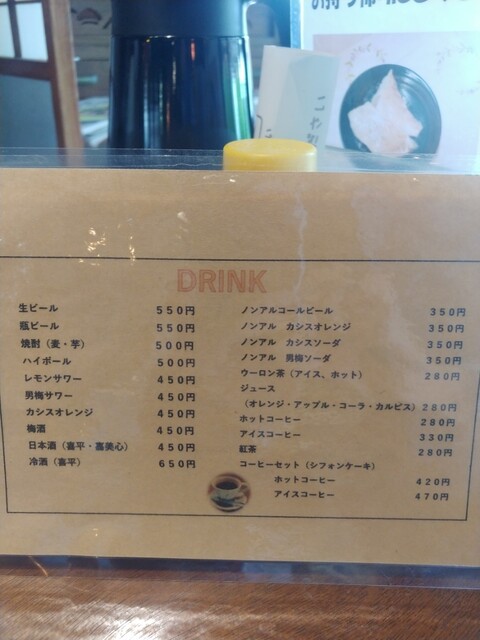 DRINK
生ビール 550円
瓶ビール 550円
焼酎（麦・芋） 500円
ハイボール 500円
レモンサワー 450円
男梅サワー 450円
カシスオレンジ 450円
梅酒 450円
日本酒（喜平・嘉美心） 450円
冷酒（喜平） 650円
ノンアルコールビール 350円
ノンアル カシスオレンジ 350円
ノンアル カシスソーダ 350円
ノンアル 男梅ソーダ 350円
ウーロン茶（アイス、ホット） 280円
ジュース
（オレンジ・アップル・コーラ・カルピス） 280円
ホットコーヒー 280円
アイスコーヒー 330円
紅茶 280円
コーヒーセット（シフォンケーキ）
ホットコーヒー 420円
アイスコーヒー 470円